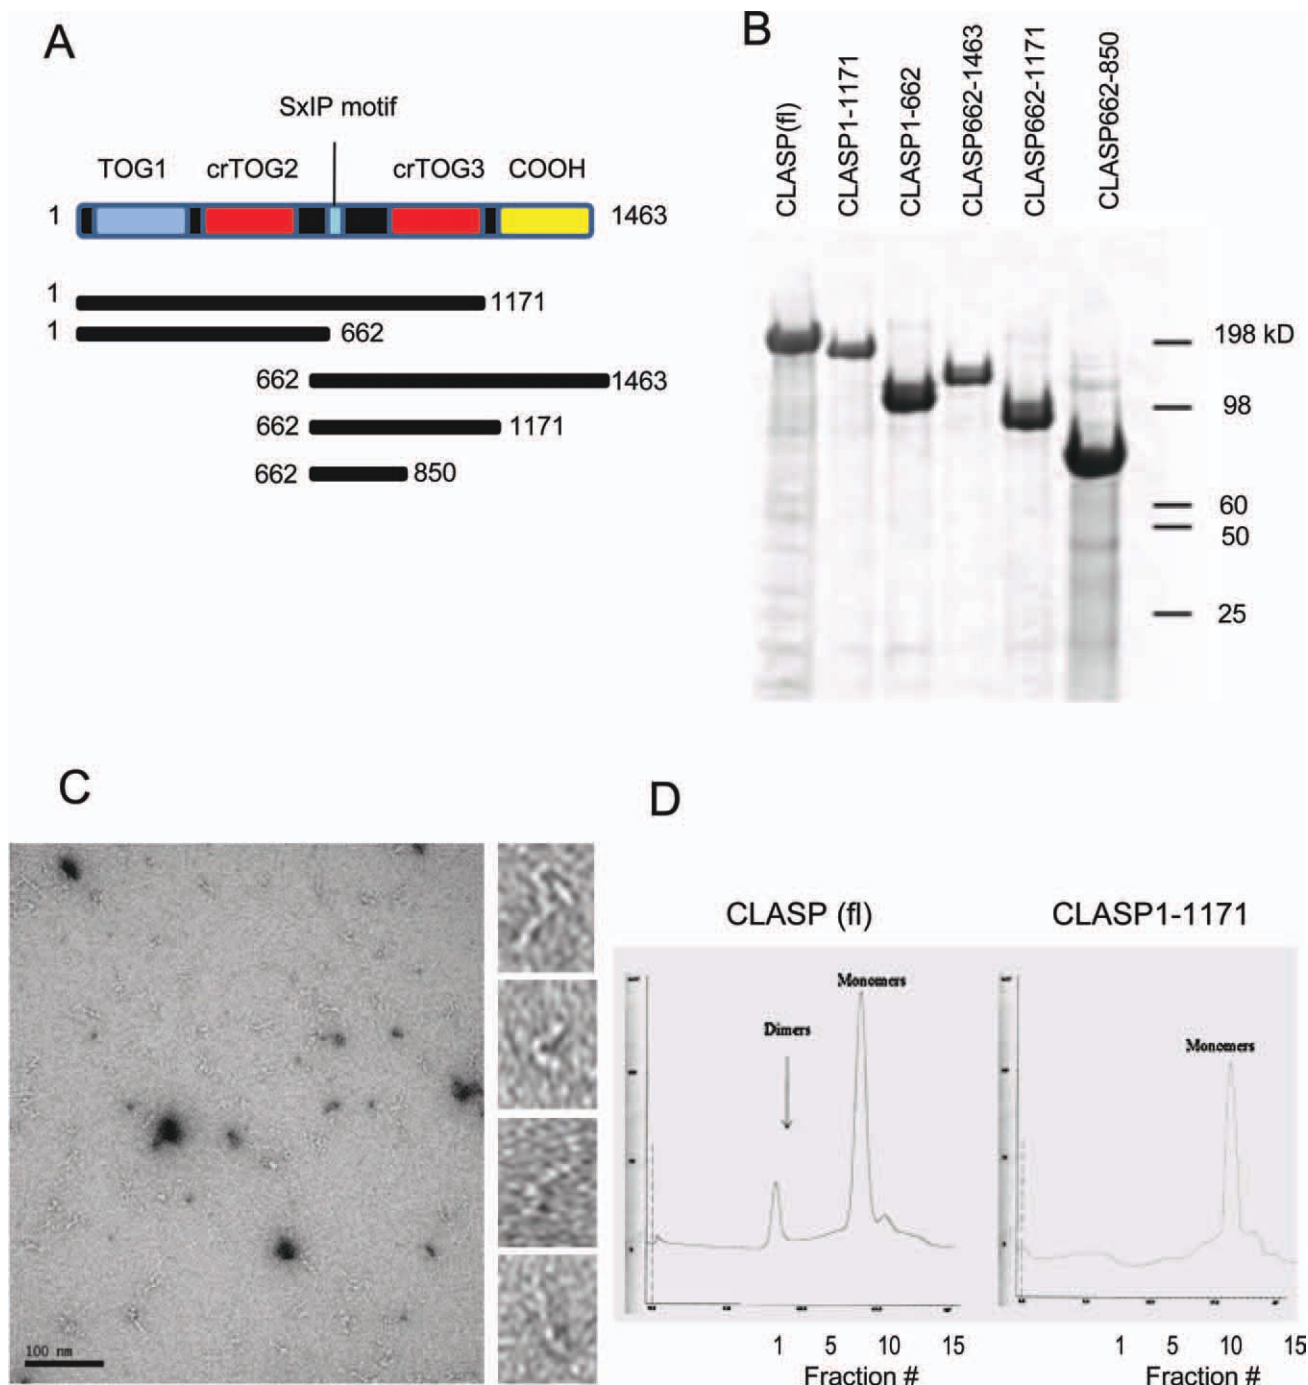 A
SxIP motif
TOG1 crTOG2 crTOG3 COOH
1 1463
1 1171
1 662
662 1463
662 1171
662 850
B
CLASP(fl)
CLASP1-1171
CLASP1-662
CLASP662-1463
CLASP662-1171
CLASP662-850
198 kD
98
60
50
25
C
100 nm
D
CLASP (fl)
Monomers
Dimers
1 5 10 15
Fraction #
CLASP1-1171
Monomers
1 5 10 15
Fraction #